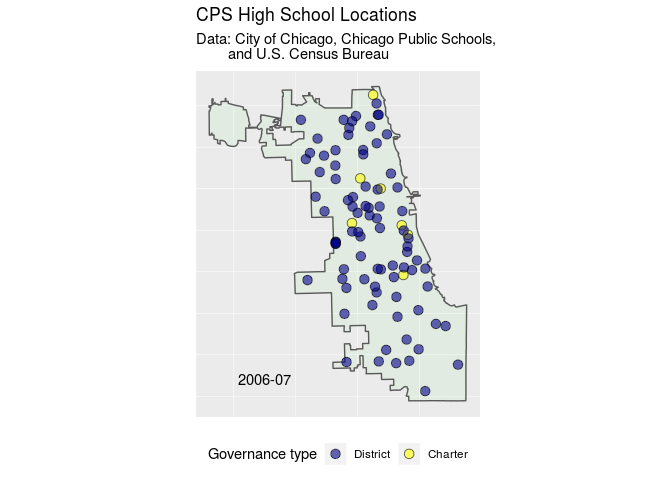 CPS High School Locations
Data: City of Chicago, Chicago Public Schools,
and U.S. Census Bureau
2006-07
Governance type District Charter